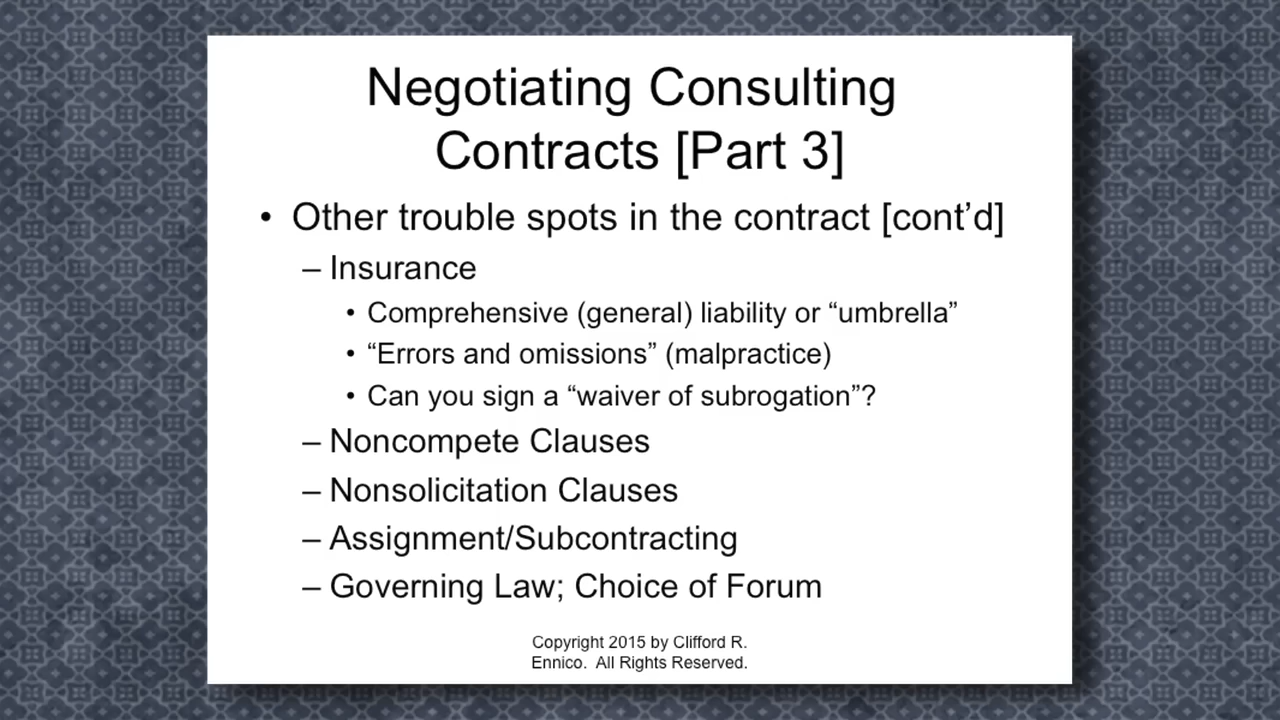 Negotiating Consulting
Contracts [Part 3]
• Other trouble spots in the contract [cont’d]
– Insurance
• Comprehensive (general) liability or “umbrella”
• “Errors and omissions” (malpractice)
• Can you sign a “waiver of subrogation”?
– Noncompete Clauses
– Nonsolicitation Clauses
– Assignment/Subcontracting
– Governing Law; Choice of Forum
Copyright 2015 by Clifford R.
Ennico.  All Rights Reserved.